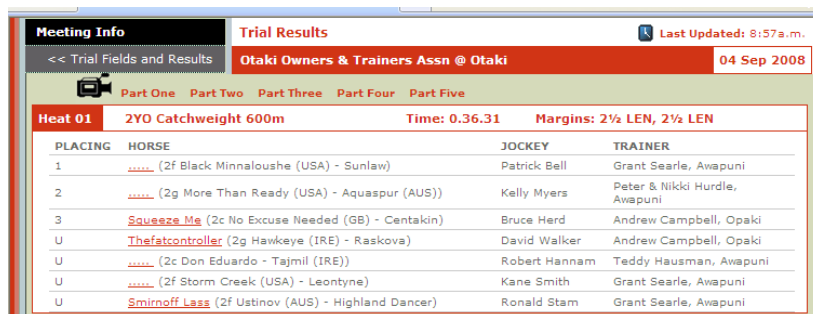 Meeting Info
Trial Results
Last Updated: 8:57a.m.
<< Trial Fields and Results
Otaki Owners & Trainers Assn @ Otaki
04 Sep 2008
Part One Part Two Part Three Part Four Part Five
Heat 01 2YO Catchweight 600m Time: 0.36.31 Margins: 2½ LEN, 2½ LEN
PLACING HORSE JOCKEY TRAINER
1 ..... (2f Black Minnaloushe (USA) - Sunlaw) Patrick Bell Grant Searle, Awapuni
2 ..... (2g More Than Ready (USA) - Aquaspur (AUS)) Kelly Myers Peter & Nikki Hurdle,
Awapuni
3 Squeeze Me (2c No Excuse Needed (GB) - Centakin) Bruce Herd Andrew Campbell, Opaki
U Thefatcontroller (2g Hawkeye (IRE) - Raskova) David Walker Andrew Campbell, Opaki
U ..... (2c Don Eduardo - Tajmil (IRE)) Robert Hannam Teddy Hausman, Awapuni
U ..... (2f Storm Creek (USA) - Leontyne) Kane Smith Grant Searle, Awapuni
U Smirnoff Lass (2f Ustinov (AUS) - Highland Dancer) Ronald Stam Grant Searle, Awapuni